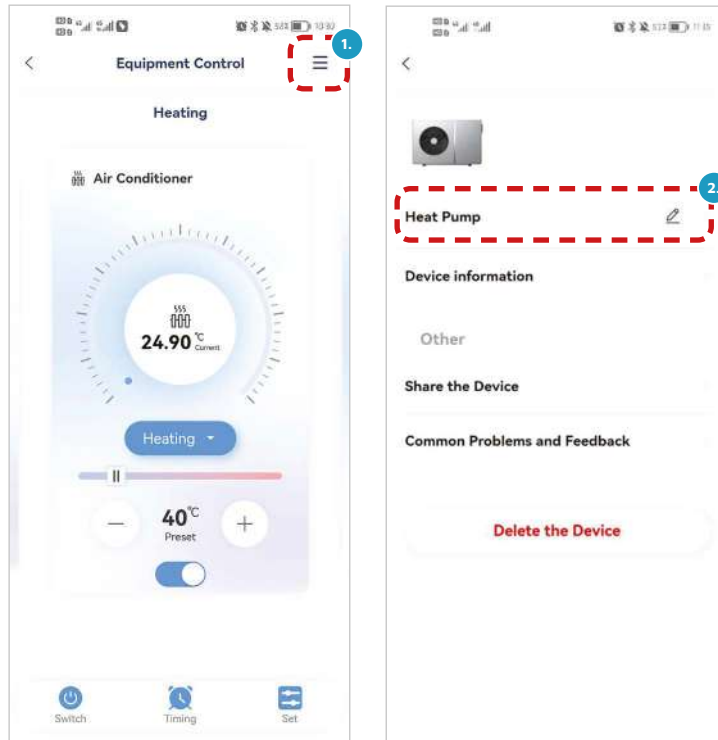 1.
Equipment Control
Heating
Air Conditioner
24.90 °C
Current
Heating
40°C
Preset
Switch Timing Set
2.
Heat Pump
Device information
Other
Share the Device
Common Problems and Feedback
Delete the Device